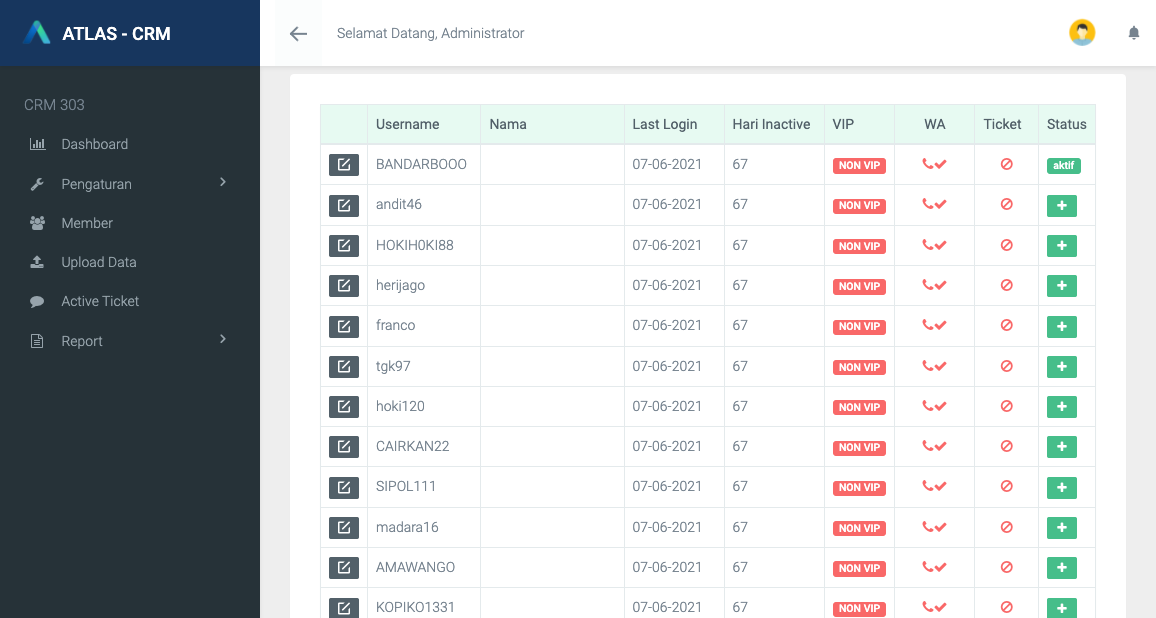 ATLAS - CRM
Selamat Datang, Administrator
CRM 303
Dashboard
Pengaturan
Member
Upload Data
Active Ticket
Report
Username Nama Last Login Hari Inactive VIP WA Ticket Status
BANDARBOOO 07-06-2021 67 NON VIP aktif
andit46 07-06-2021 67 NON VIP
HOKIH0KI88 07-06-2021 67 NON VIP
herijago 07-06-2021 67 NON VIP
franco 07-06-2021 67 NON VIP
tgk97 07-06-2021 67 NON VIP
hoki120 07-06-2021 67 NON VIP
CAIRKAN22 07-06-2021 67 NON VIP
SIPOL111 07-06-2021 67 NON VIP
madara16 07-06-2021 67 NON VIP
AMAWANGO 07-06-2021 67 NON VIP
KOPIKO1331 07-06-2021 67 NON VIP